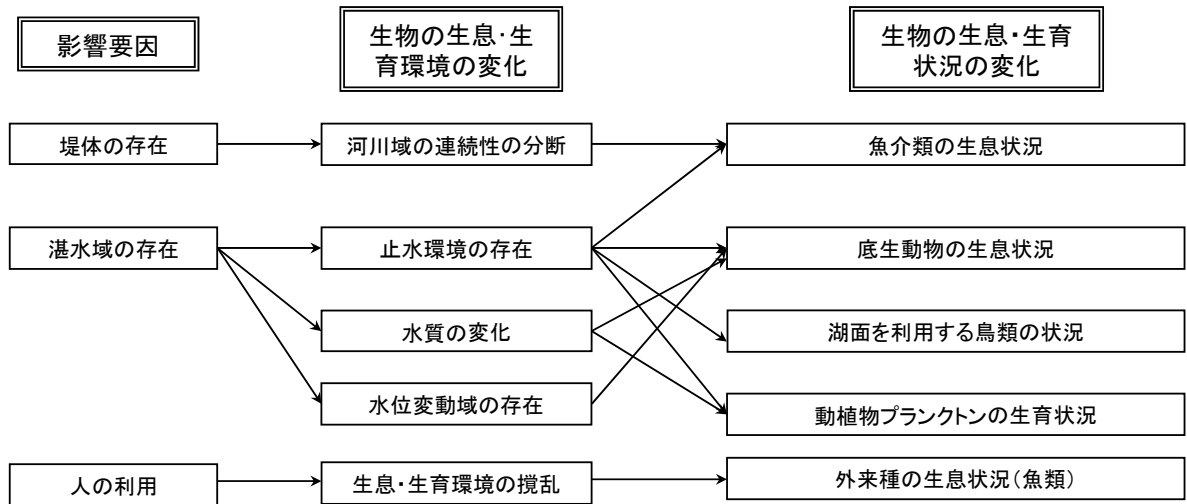 影響要因
生物の生息･生
育環境の変化
生物の生息・生育
状況の変化
堤体の存在
河川域の連続性の分断
魚介類の生息状況
湛水域の存在
止水環境の存在
底生動物の生息状況
水質の変化
湖面を利用する鳥類の状況
水位変動域の存在
動植物プランクトンの生育状況
人の利用
生息・生育環境の撹乱
外来種の生息状況(魚類)